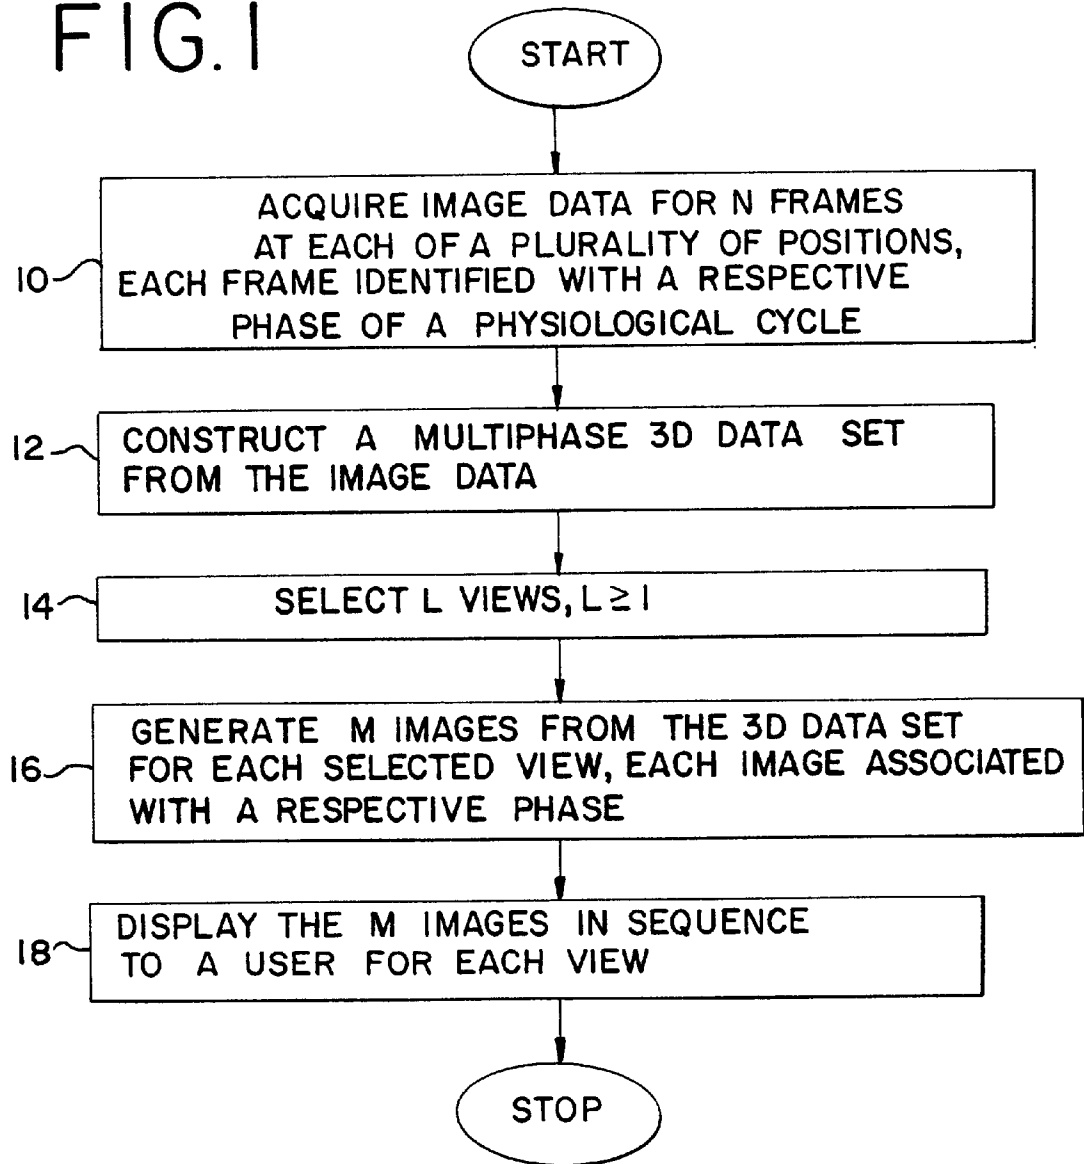 FIG. 1
START
ACQUIRE IMAGE DATA FOR N FRAMES
AT EACH OF A PLURALITY OF POSITIONS,
10
EACH FRAME IDENTIFIED WITH A RESPECTIVE
PHASE OF A PHYSIOLOGICAL CYCLE
12
CONSTRUCT A MULTIPHASE 3D DATA SET
FROM THE IMAGE DATA
14
SELECT L VIEWS, L ≥ 1
GENERATE M IMAGES FROM THE 3D DATA SET
16
FOR EACH SELECTED VIEW, EACH IMAGE ASSOCIATED
WITH A RESPECTIVE PHASE
DISPLAY THE M IMAGES IN SEQUENCE
18
TO A USER FOR EACH VIEW
STOP